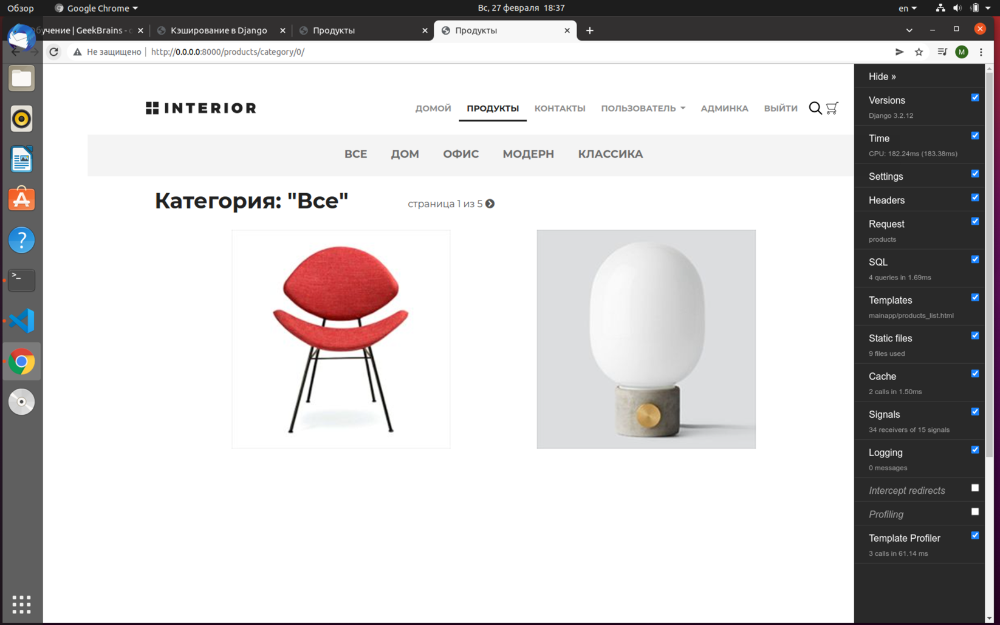 Обзор
Google Chrome
Вс, 27 февраля 18:37
en
бучение | GeekBrains - с
Кэширование в Django
Продукты
Продукты
Не защищено
http://0.0.0.0:8000/products/category/0/
M
INTERIOR
ДОМОЙ
ПРОДУКТЫ
КОНТАКТЫ
ПОЛЬЗОВАТЕЛЬ
АДМИНКА
ВЫЙТИ
ВСЕ
ДОМ
ОФИС
МОДЕРН
КЛАССИКА
Категория: "Все"
страница 1 из 5
Hide »
Versions
Django 3.2.12
Time
CPU: 182.24ms (183.38ms)
Settings
Headers
Request
products
SQL
4 queries in 1.69ms
Templates
mainapp/products_list.html
Static files
9 files used
Cache
2 calls in 1.50ms
Signals
34 receivers of 15 signals
Logging
0 messages
Intercept redirects
Profiling
Template Profiler
3 calls in 61.14 ms